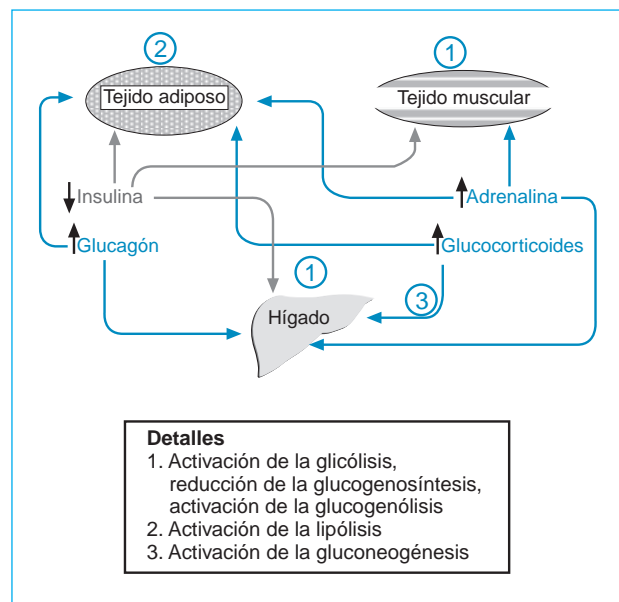 2
1
Tejido adiposo
Tejido muscular
Insulina
Adrenalina
Glucagón
Glucocorticoides
1
3
Hígado
Detalles
1. Activación de la glicólisis,
reducción de la glucogenosíntesis,
activación de la glucogenólisis
2. Activación de la lipólisis
3. Activación de la gluconeogénesis